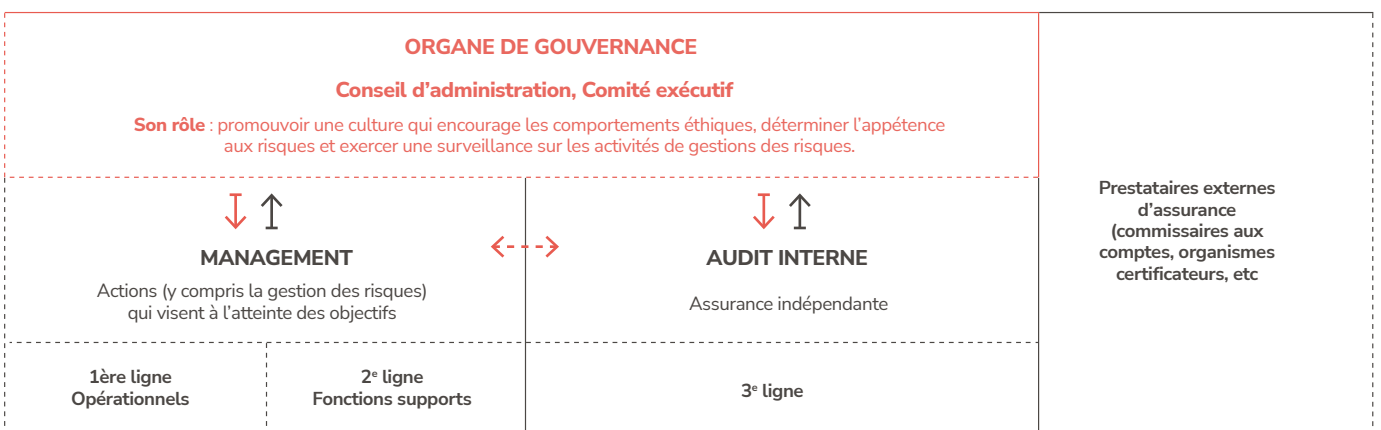 ORGANE DE GOUVERNANCE
Conseil d’administration, Comité exécutif
Son rôle : promouvoir une culture qui encourage les comportements éthiques, déterminer l’appétence
aux risques et exercer une surveillance sur les activités de gestions des risques.
MANAGEMENT
Actions (y compris la gestion des risques)
qui visent à l’atteinte des objectifs
AUDIT INTERNE
Assurance indépendante
Prestataires externes
d’assurance
(commissaires aux
comptes, organismes
certificateurs, etc
1ère ligne
Opérationnels
2e ligne
Fonctions supports
3e ligne